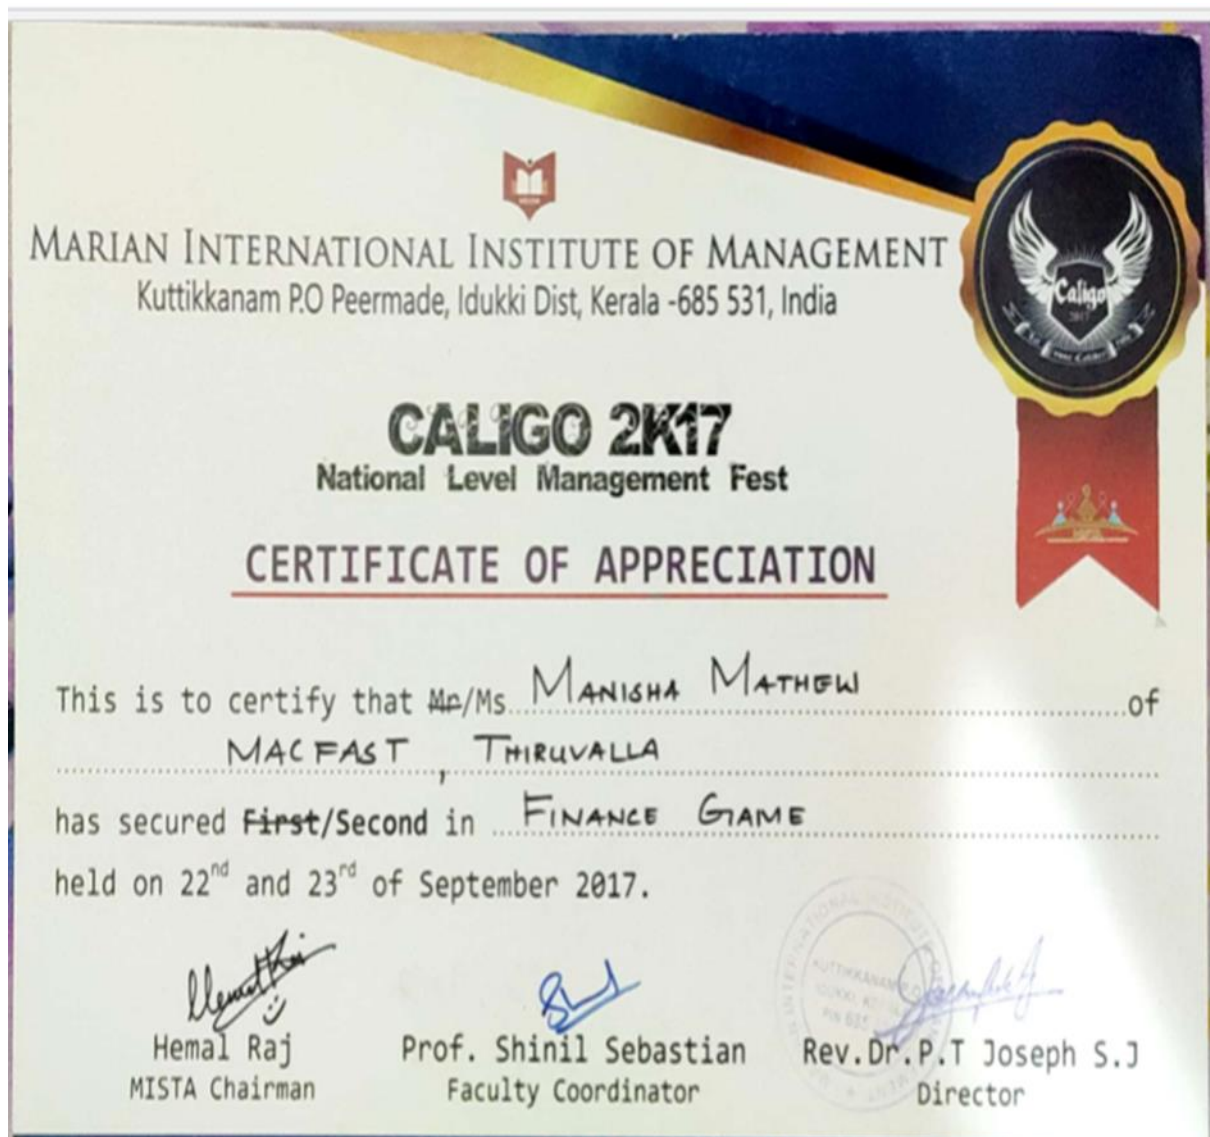 MARIAN INTERNATIONAL INSTITUTE OF MANAGEMENT
Kuttikkanam P.O Peermade, Idukki Dist, Kerala -685 531, India
Caligo
2017
CALIGO 2K17
National Level Management Fest
CERTIFICATE OF APPRECIATION
This is to certify that Mr/Ms MANISHA MATHEW of
MACFAST, THIRUVALLA
has secured First/Second in FINANCE GAME
held on 22nd and 23rd of September 2017.
Hemal Raj
MISTA Chairman
Prof. Shinil Sebastian
Faculty Coordinator
Rev.Dr.P.T Joseph S.J
Director